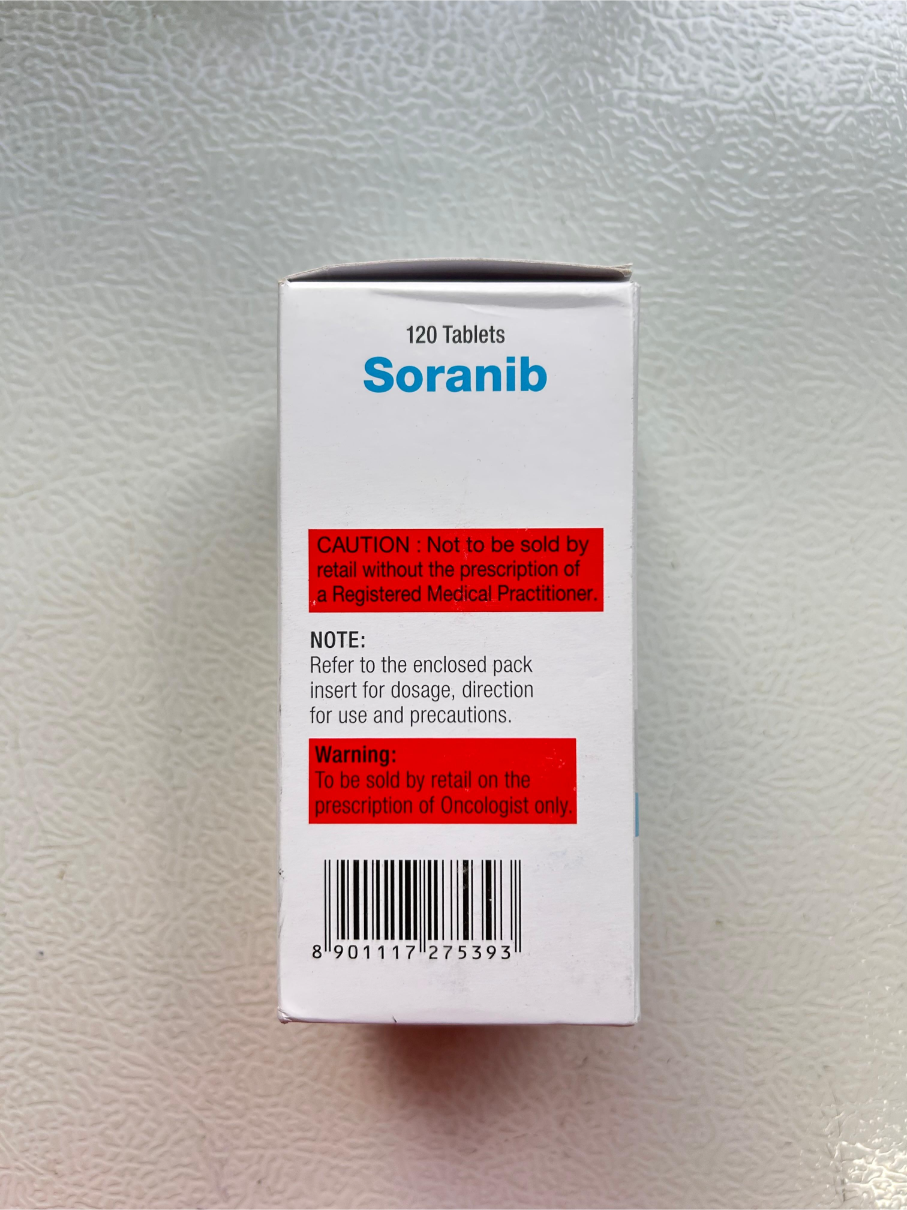 120 Tablets
Soranib
CAUTION : Not to be sold by
retail without the prescription of
a Registered Medical Practitioner.
NOTE:
Refer to the enclosed pack
insert for dosage, direction
for use and precautions.
Warning:
To be sold by retail on the
prescription of Oncologist only.
8 901117 275393